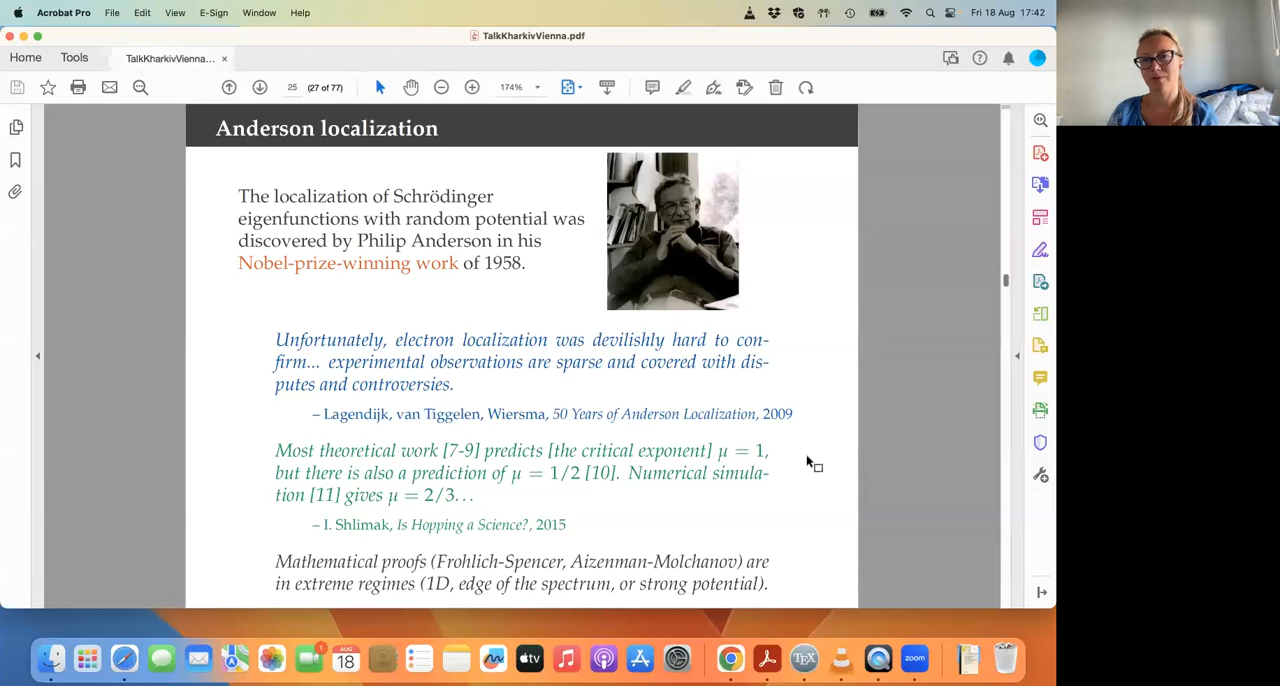 Acrobat Pro File Edit View E-Sign Window Help Fri 18 Aug 17:42
TalkKharkivVienna.pdf
Home Tools TalkKharkivVienna... ×
25 (27 of 77) 174%
Anderson localization
The localization of Schrödinger
eigenfunctions with random potential was
discovered by Philip Anderson in his
Nobel-prize-winning work of 1958.
Unfortunately, electron localization was devilishly hard to con-
firm... experimental observations are sparse and covered with dis-
putes and controversies.
– Lagendijk, van Tiggelen, Wiersma, 50 Years of Anderson Localization, 2009
Most theoretical work [7-9] predicts [the critical exponent] μ = 1,
but there is also a prediction of μ = 1/2 [10]. Numerical simula-
tion [11] gives μ = 2/3...
– I. Shlimak, Is Hopping a Science?, 2015
Mathematical proofs (Frohlich-Spencer, Aizenman-Molchanov) are
in extreme regimes (1D, edge of the spectrum, or strong potential).
AUG
18
1
tv
TEX
zoom